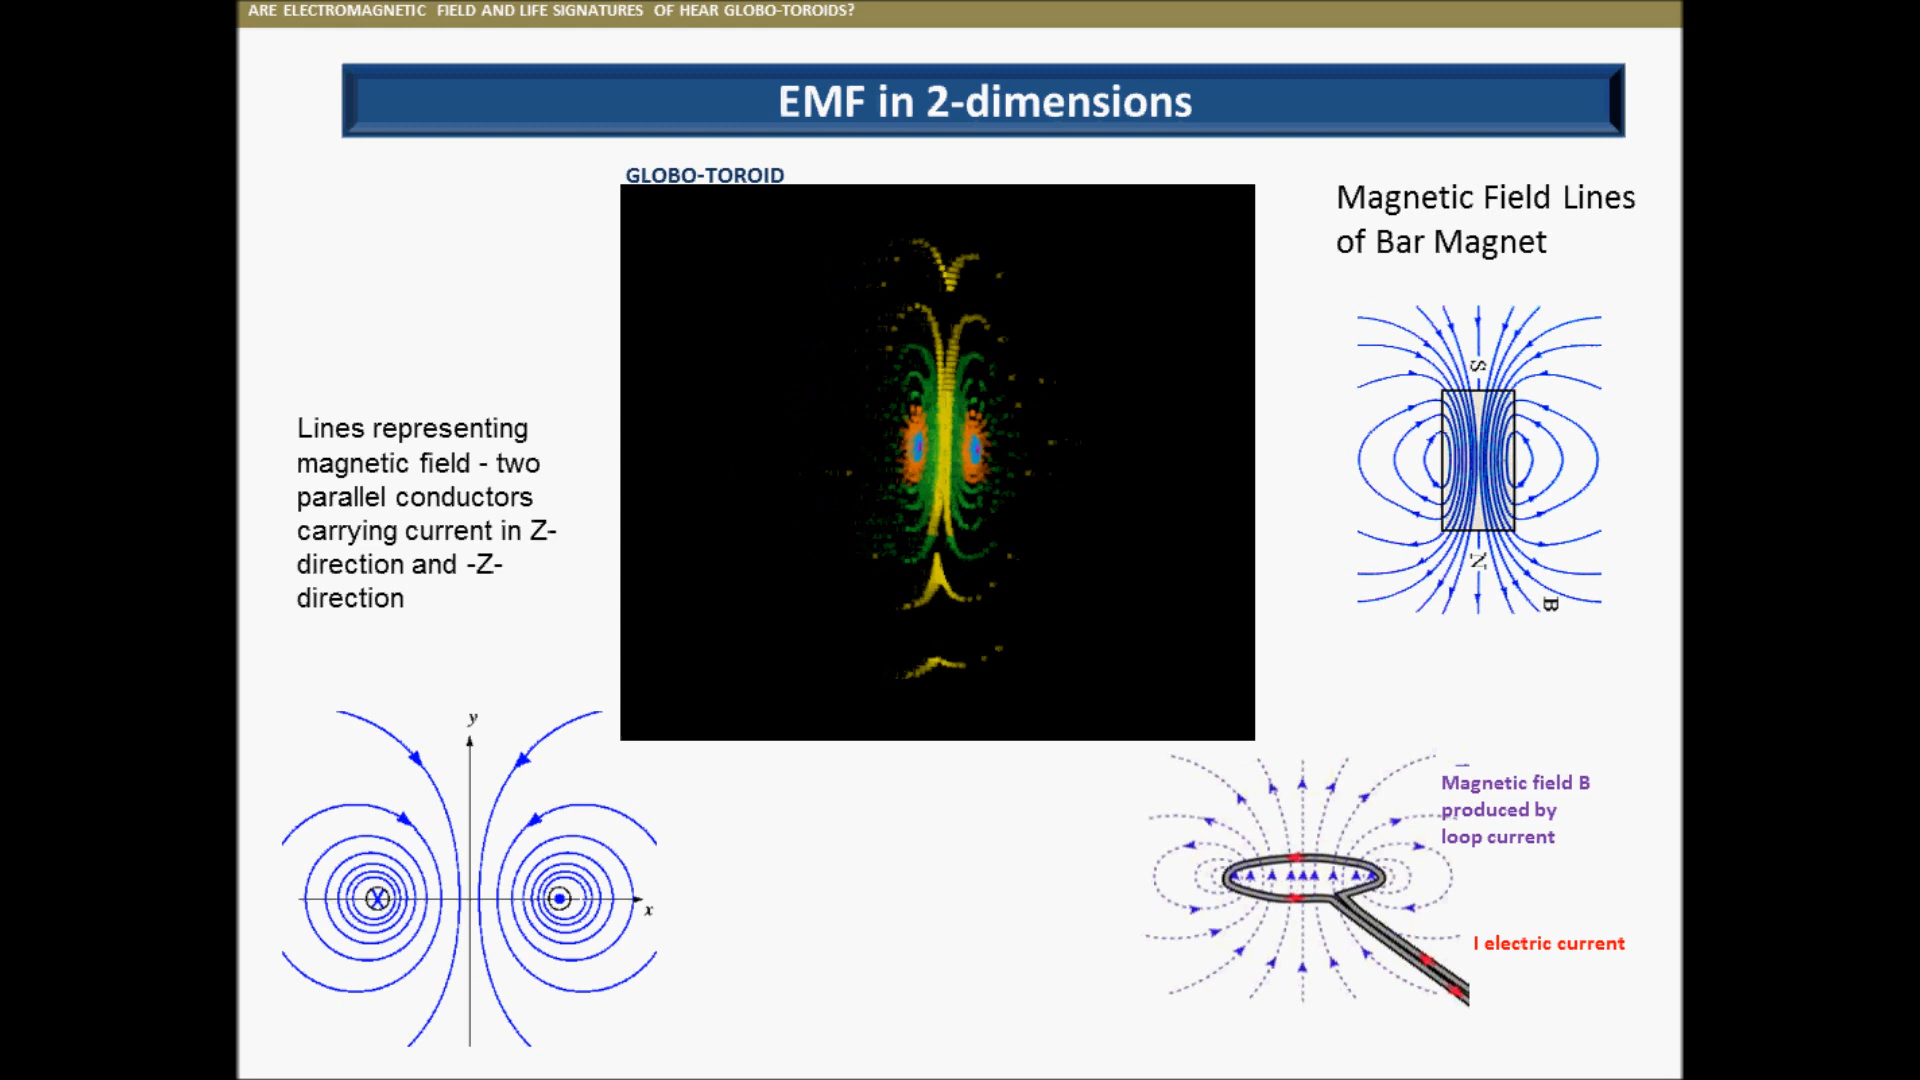 ARE ELECTROMAGNETIC FIELD AND LIFE SIGNATURES OF HEAR GLOBO-TOROIDS?
EMF in 2-dimensions
GLOBO-TOROID
Magnetic Field Lines
of Bar Magnet
S
N
B
Lines representing
magnetic field - two
parallel conductors
carrying current in Z-
direction and -Z-
direction
y
x
Magnetic field B
produced by
loop current
I electric current